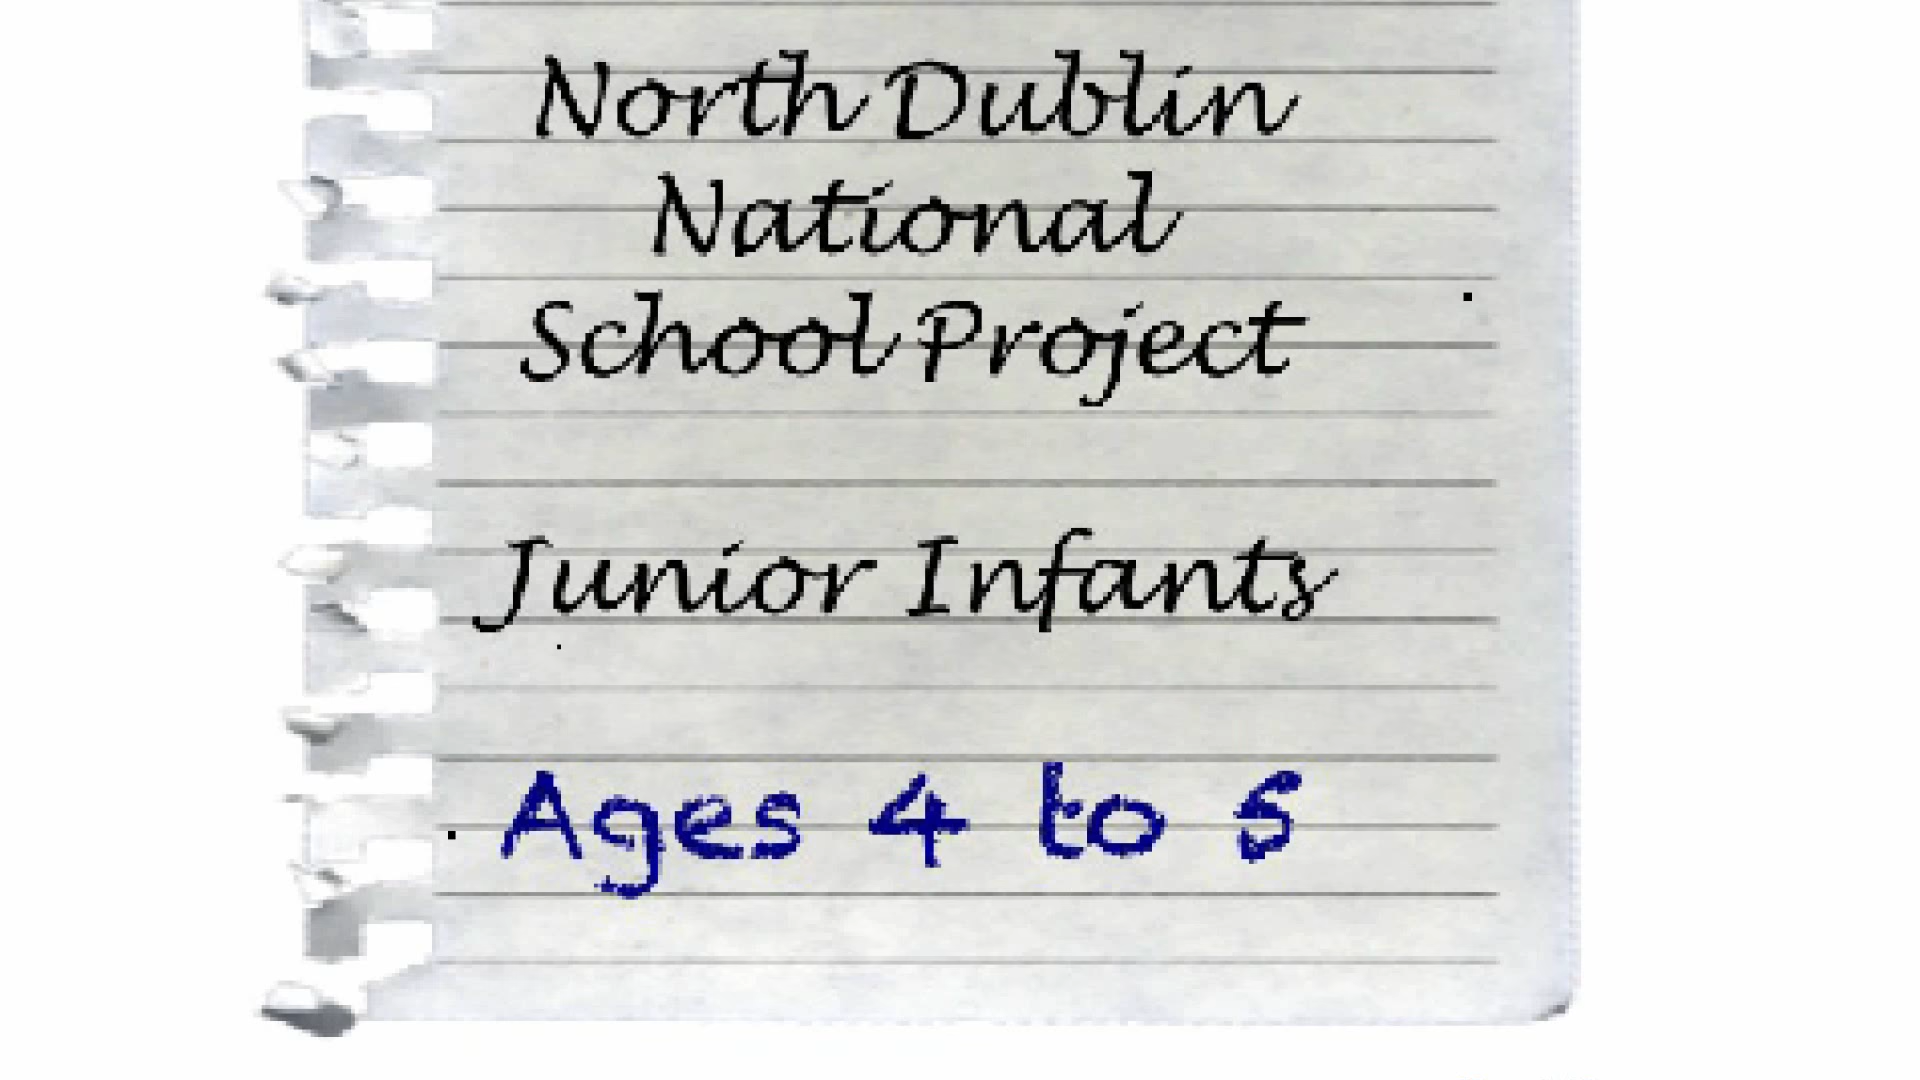 North Dublin
National
School Project
Junior Infants
Ages 4 to 5